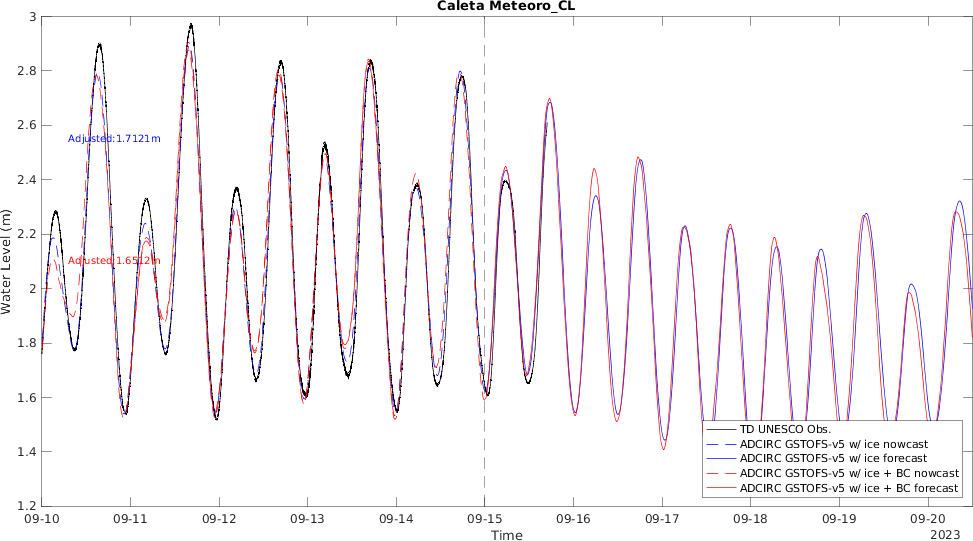 Caleta Meteoro_CL
Water Level (m)
3
2.8
2.6
2.4
2.2
2
1.8
1.6
1.4
1.2
Adjusted:1.7121m
Adjusted:1.6512m
TD UNESCO Obs.
ADCIRC GSTOFS-v5 w/ ice nowcast
ADCIRC GSTOFS-v5 w/ ice forecast
ADCIRC GSTOFS-v5 w/ ice + BC nowcast
ADCIRC GSTOFS-v5 w/ ice + BC forecast
09-10 09-11 09-12 09-13 09-14 09-15 09-16 09-17 09-18 09-19 09-20
Time
2023